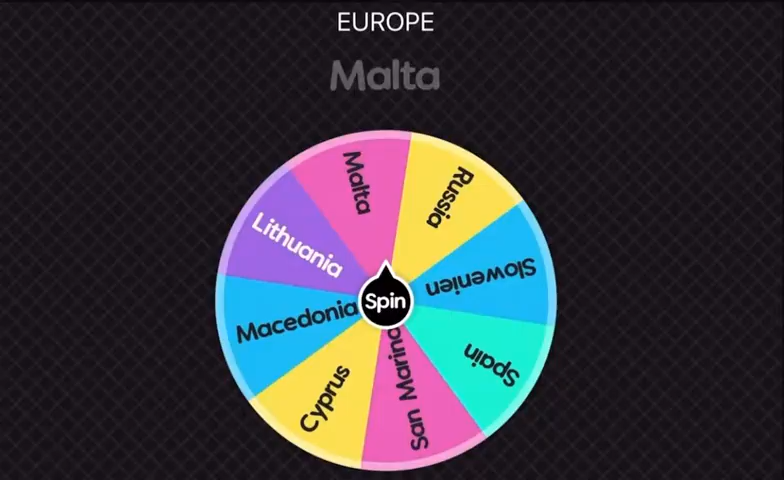 EUROPE
Malta
Malta
Russia
Slowenien
Spain
San Marino
Cyprus
Macedonia
Lithuania
Spin